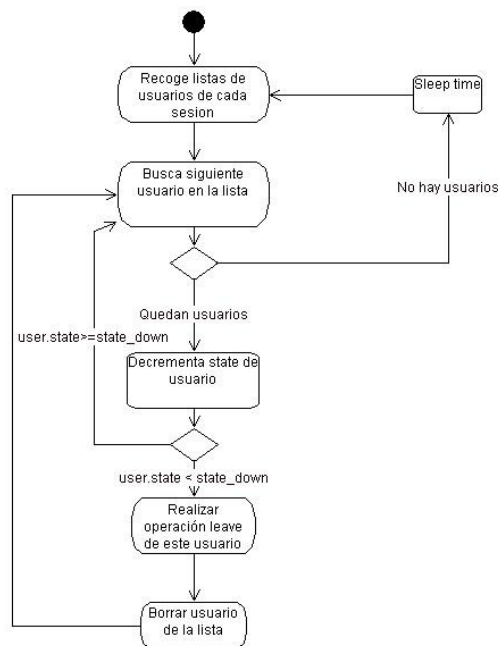 Recoge listas de
usuarios de cada
sesion
Sleep time
Busca siguiente
usuario en la lista
No hay usuarios
Quedan usuarios
user.state>=state_down
Decrementa state de
usuario
user.state < state_down
Realizar
operación leave
de este usuario
Borrar usuario
de la lista